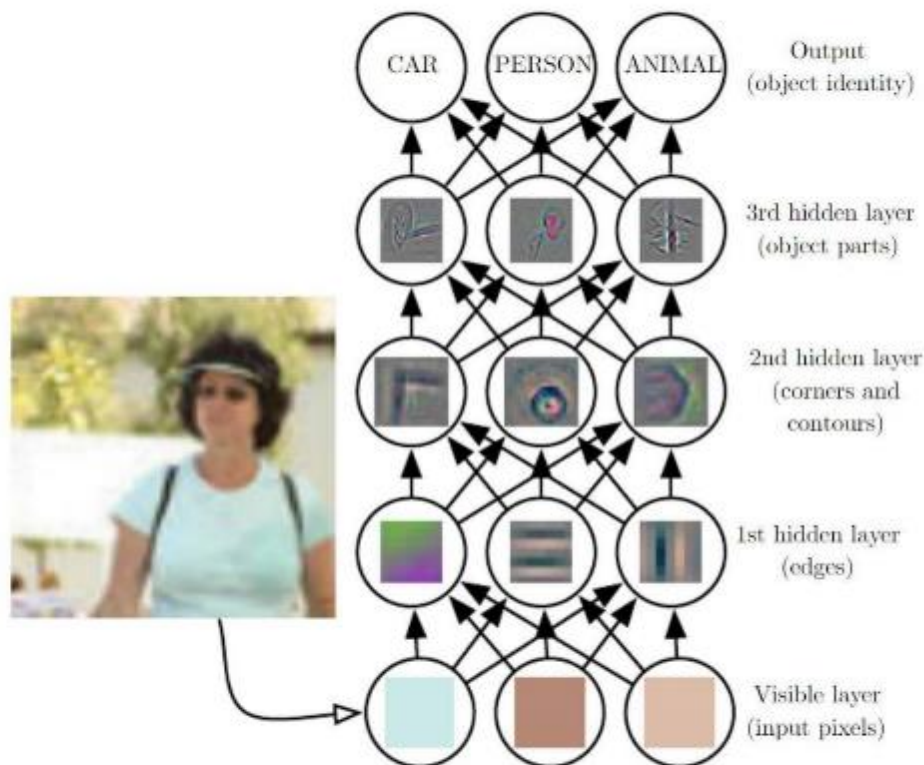 CAR
PERSON
ANIMAL
Output
(object identity)
3rd hidden layer
(object parts)
2nd hidden layer
(corners and
contours)
1st hidden layer
(edges)
Visible layer
(input pixels)